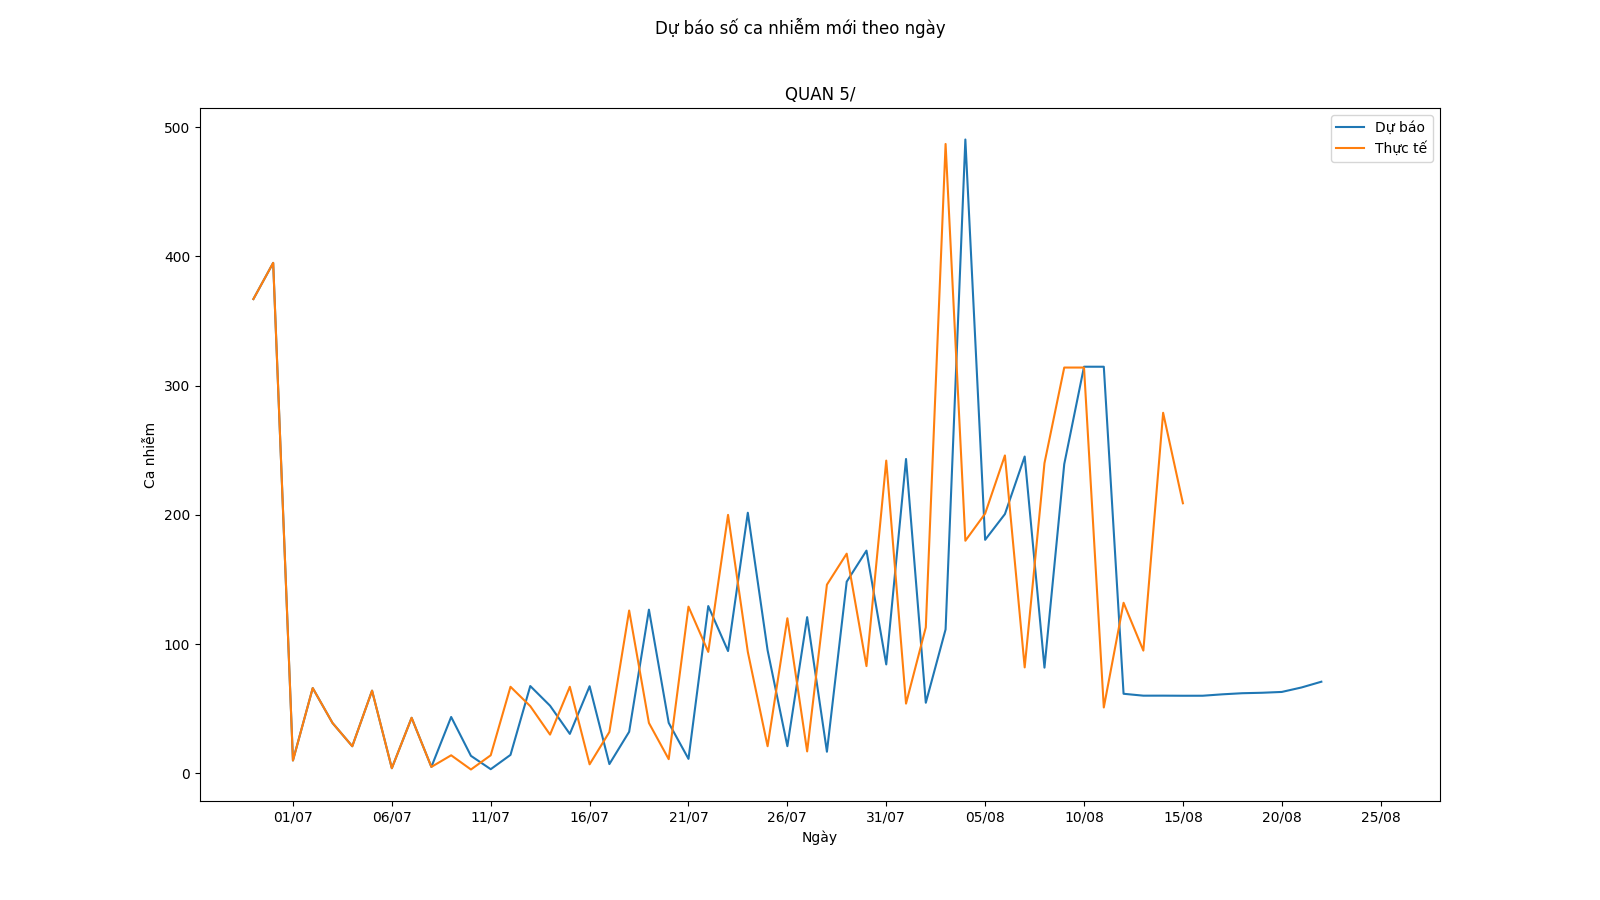 Dự báo số ca nhiễm mới theo ngày
QUAN 5/
Dự báo
Thực tế
500
400
300
200
100
0
Ca nhiễm
01/07 06/07 11/07 16/07 21/07 26/07 31/07 05/08 10/08 15/08 20/08 25/08
Ngày